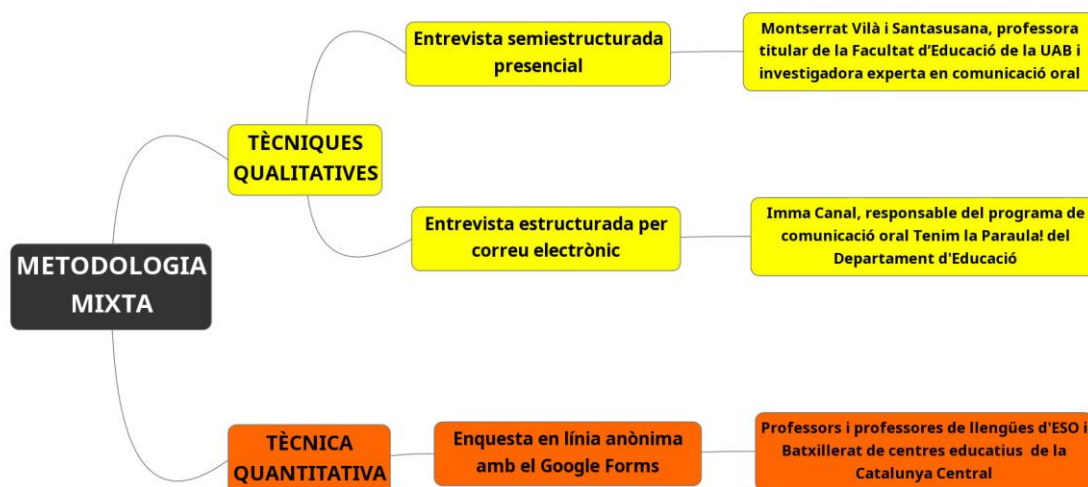 METODOLOGIA
MIXTA
TÈCNIQUES
QUALITATIVES
Entrevista semiestructurada
presencial
Montserrat Vilà i Santasusana, professora
titular de la Facultat d'Educació de la UAB i
investigadora experta en comunicació oral
Entrevista estructurada per
correu electrònic
Imma Canal, responsable del programa de
comunicació oral Tenim la Paraula! del
Departament d'Educació
TÈCNICA
QUANTITATIVA
Enquesta en línia anònima
amb el Google Forms
Professors i professores de llengües d'ESO i
Batxillerat de centres educatius de la
Catalunya Central